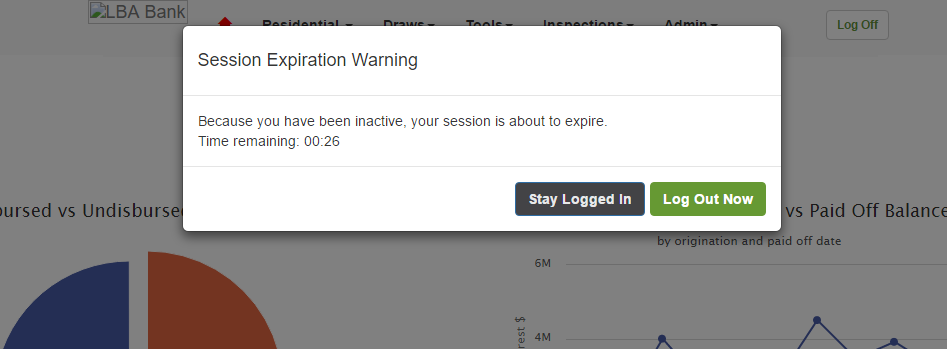 LBA Bank
Residential Draws Tools Inspections Admin
Log Off
Session Expiration Warning
Because you have been inactive, your session is about to expire.
Time remaining: 00:26
Stay Logged In
Log Out Now
ursed vs Undisburse
vs Paid Off Balance
by origination and paid off date
6M
4M
rest $